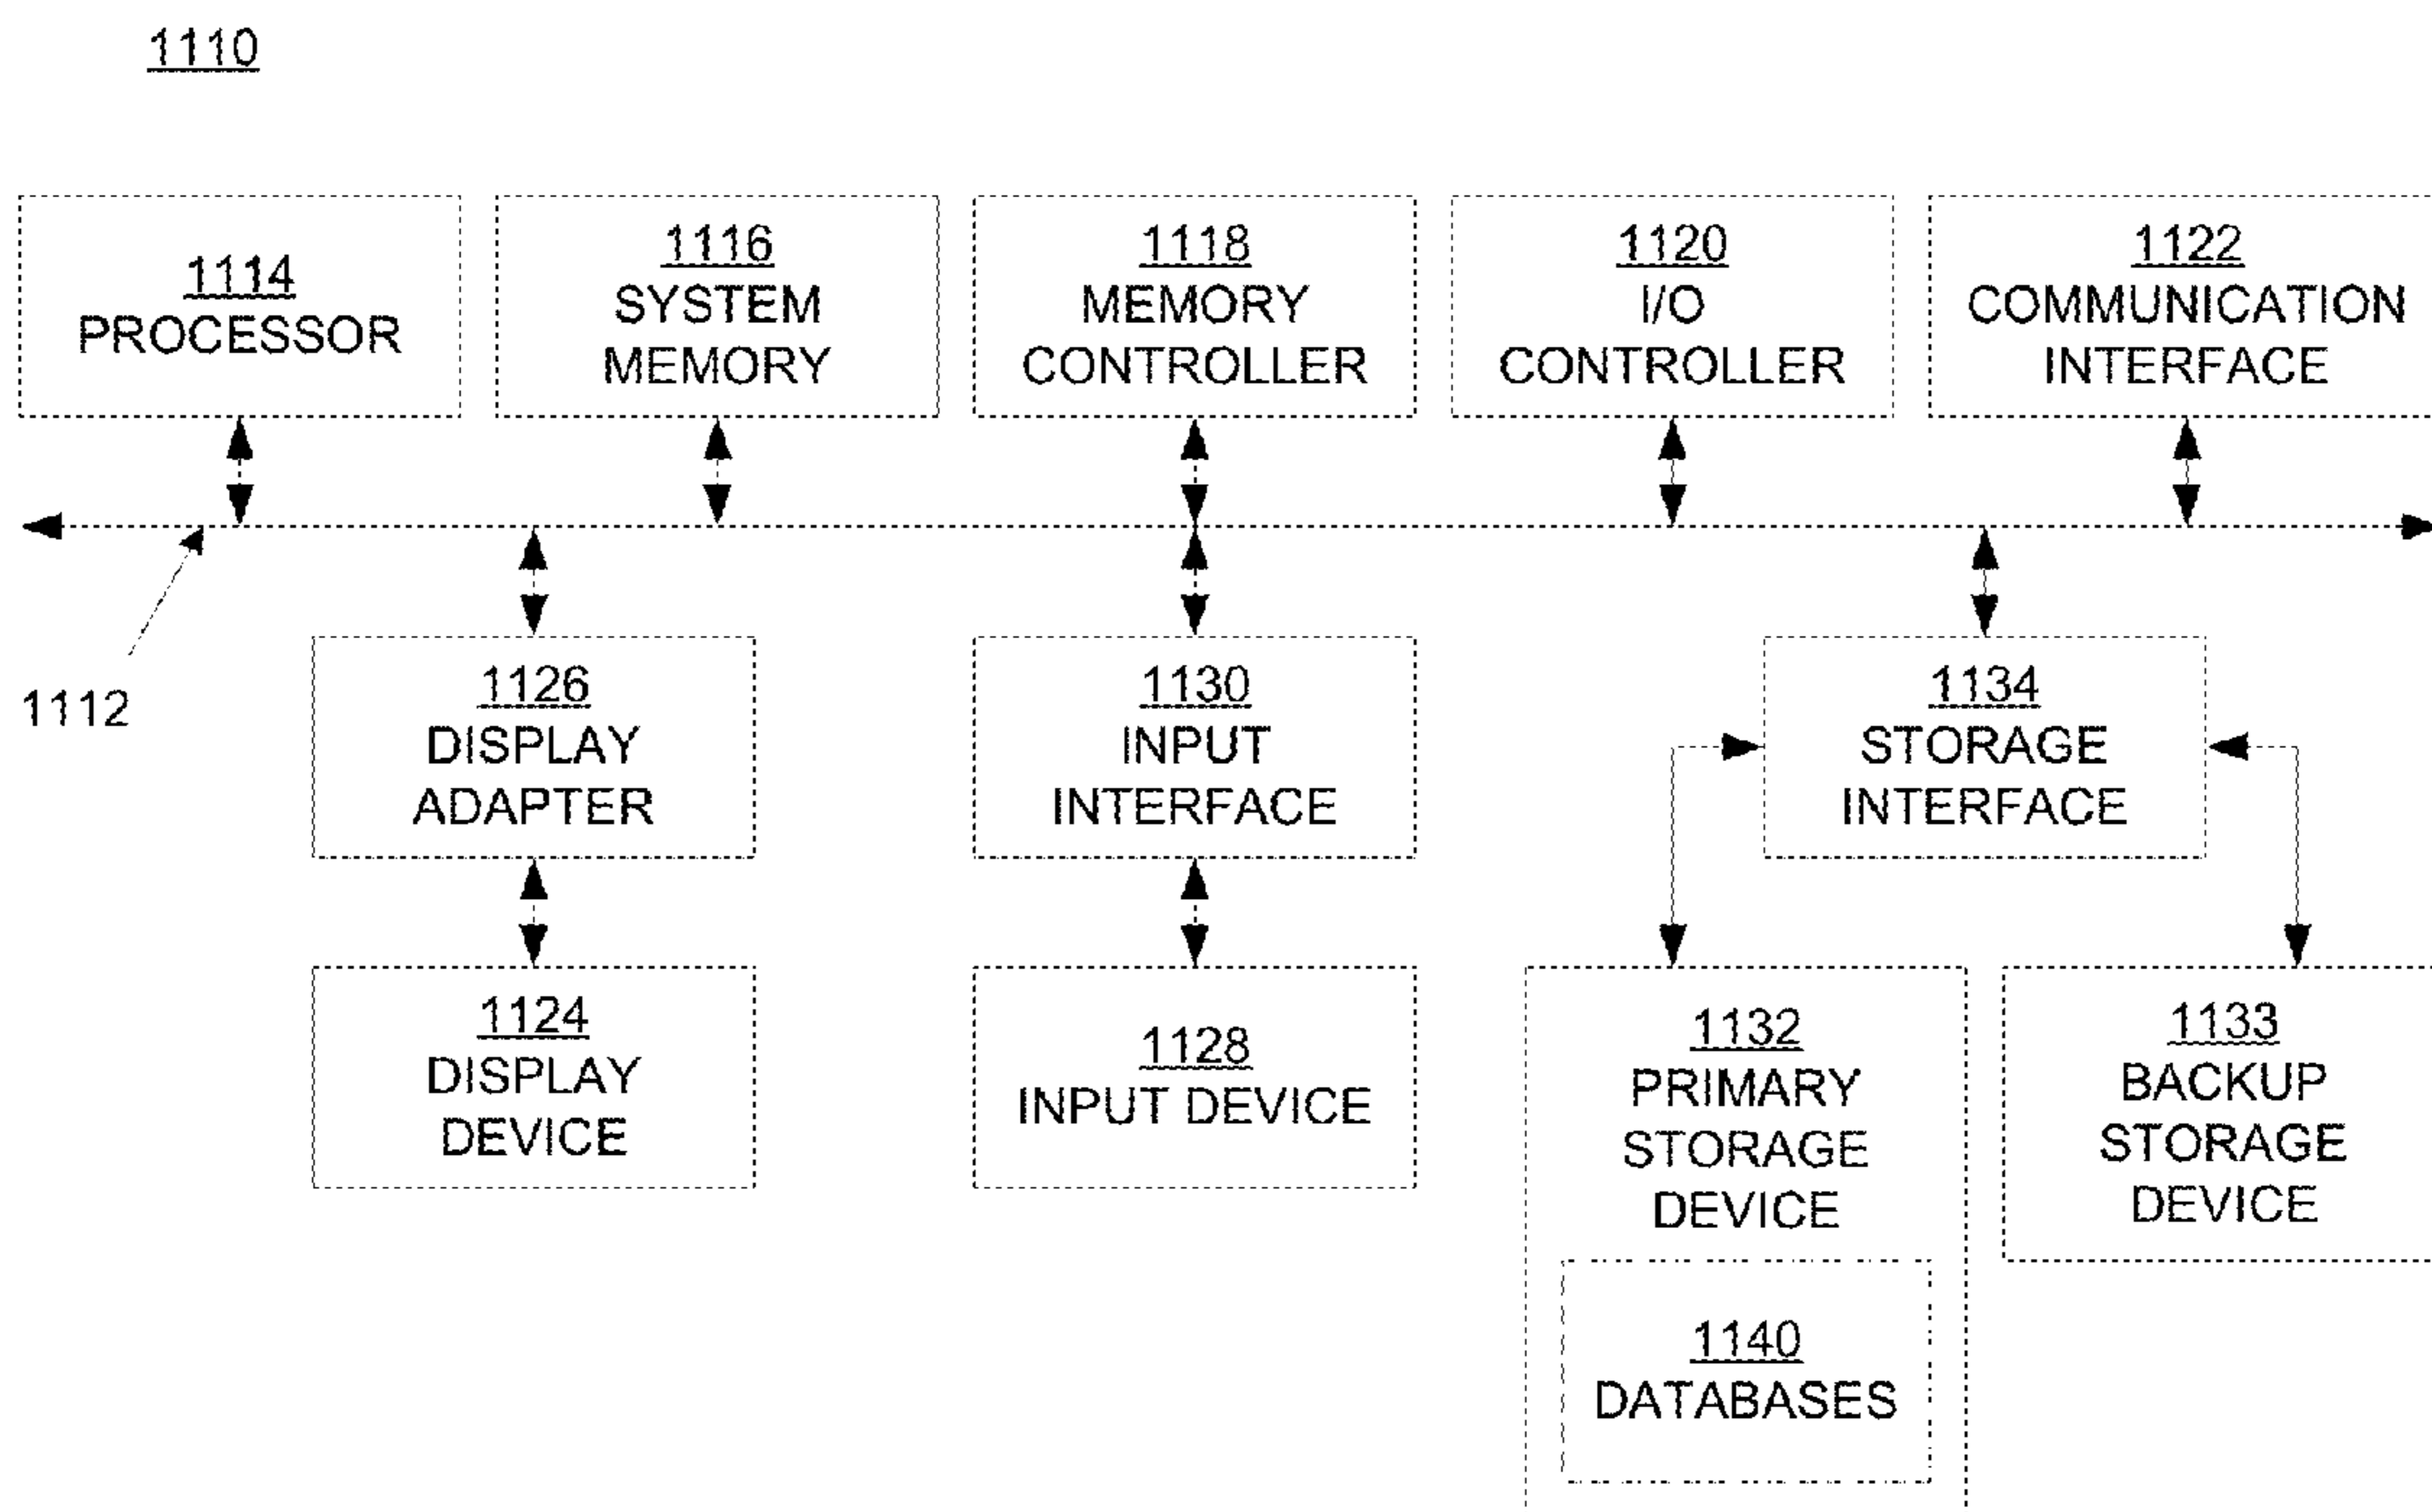 1110
1114
PROCESSOR
1116
SYSTEM
MEMORY
1118
MEMORY
CONTROLLER
1120
I/O
CONTROLLER
1122
COMMUNICATION
INTERFACE
1112
1126
DISPLAY
ADAPTER
1130
INPUT
INTERFACE
1134
STORAGE
INTERFACE
1124
DISPLAY
DEVICE
1128
INPUT DEVICE
1132
PRIMARY
STORAGE
DEVICE
1133
BACKUP
STORAGE
DEVICE
1140
DATABASES